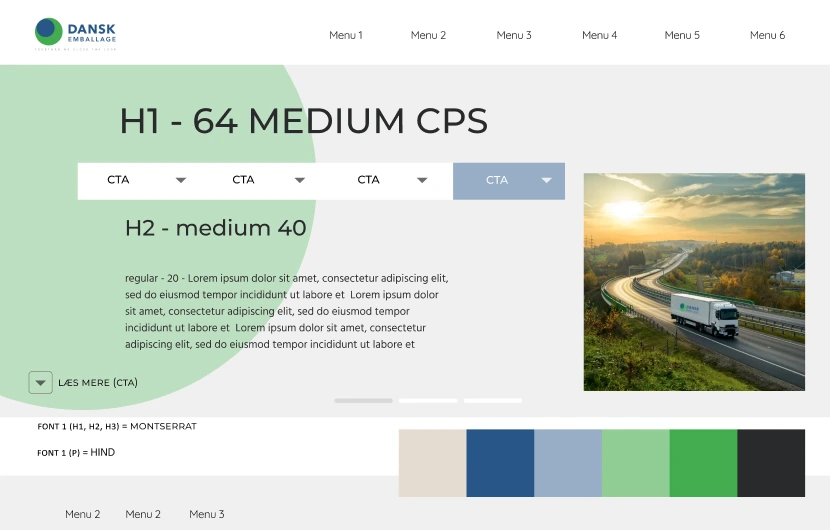 DANSK
EMBALLAGE
Menu 1
Menu 2
Menu 3
Menu 4
Menu 5
Menu 6
H1 - 64 MEDIUM CPS
CTA
CTA
CTA
CTA
H2 - medium 40
regular - 20 - Lorem ipsum dolor sit amet, consectetur adipiscing elit,
sed do eiusmod tempor incididunt ut labore et Lorem ipsum dolor
sit amet, consectetur adipiscing elit, sed do eiusmod tempor
incididunt ut labore et Lorem ipsum dolor sit amet, consectetur
adipiscing elit, sed do eiusmod tempor incididunt ut labore et
LÆS MERE (CTA)
FONT 1 (H1, H2, H3) = MONTSERRAT
FONT 1 (P) = HIND
Menu 2
Menu 2
Menu 3